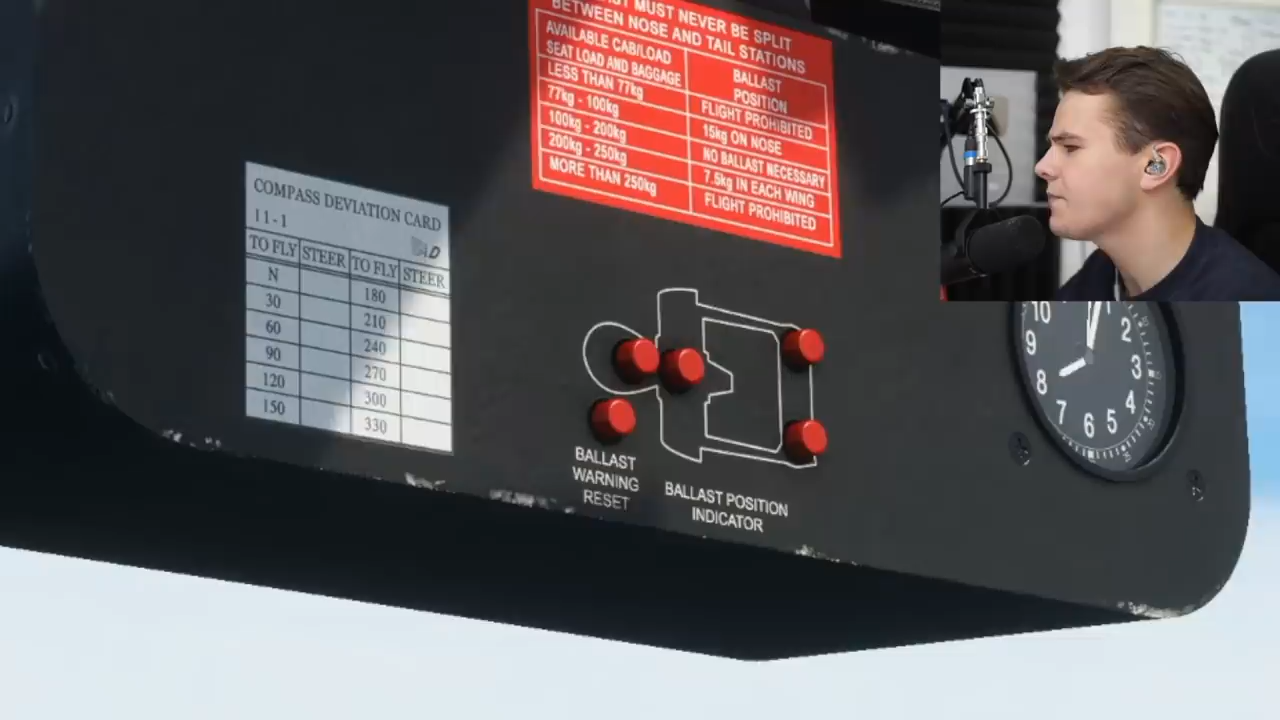 MUST NEVER BE SPLIT
BETWEEN NOSE AND TAIL STATIONS
AVAILABLE CAB/LOAD
SEAT LOAD AND BAGGAGE
BALLAST
POSITION
LESS THAN 77kg
FLIGHT PROHIBITED
77kg - 100kg
15kg ON NOSE
100kg - 200kg
NO BALLAST NECESSARY
200kg - 250kg
7.5kg IN EACH WING
MORE THAN 250kg
FLIGHT PROHIBITED
COMPASS DEVIATION CARD
11-1
TO FLY STEER TO FLY STEER
N 180
30 210
60 240
90 270
120 300
150 330
BALLAST
WARNING
RESET
BALLAST POSITION
INDICATOR
10 1
9 2
8 3
7 6 5 4